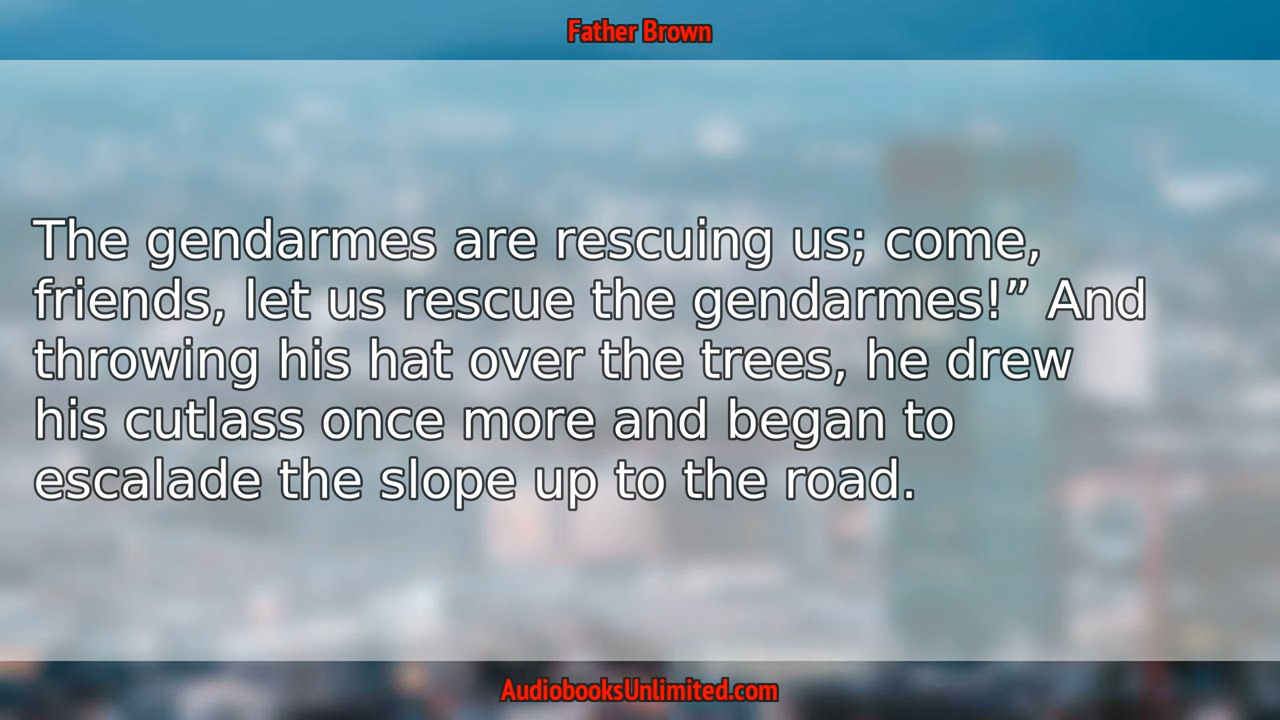 Father Brown
The gendarmes are rescuing us; come,
friends, let us rescue the gendarmes!” And
throwing his hat over the trees, he drew
his cutlass once more and began to
escalade the slope up to the road.
AudiobooksUnlimited.com